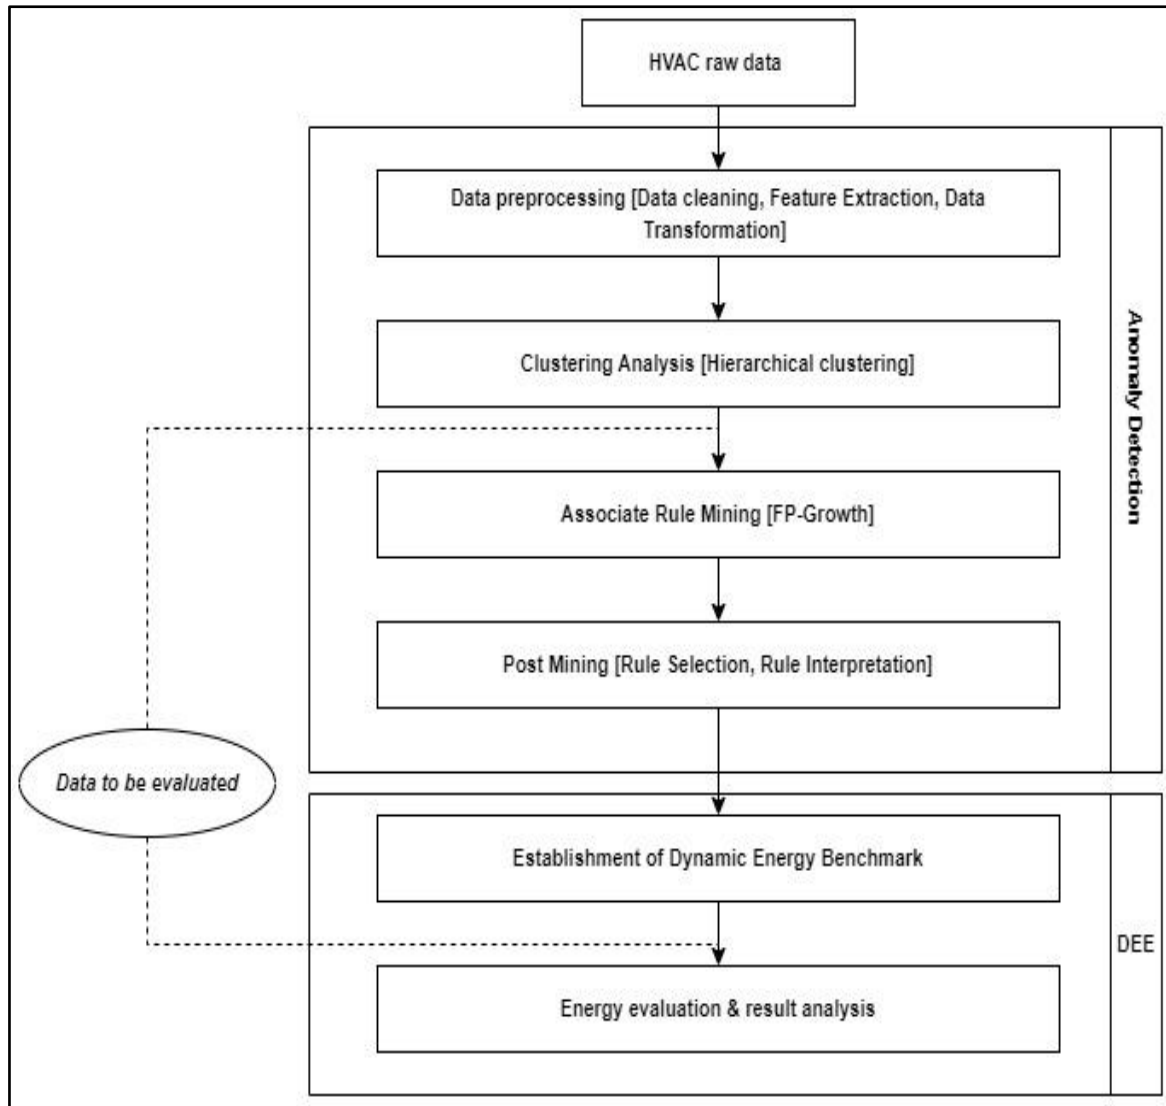 HVAC raw data
Data preprocessing [Data cleaning, Feature Extraction, Data
Transformation]
Clustering Analysis [Hierarchical clustering]
Associate Rule Mining [FP-Growth]
Post Mining [Rule Selection, Rule Interpretation]
Anomaly Detection
Data to be evaluated
Establishment of Dynamic Energy Benchmark
Energy evaluation & result analysis
DEE